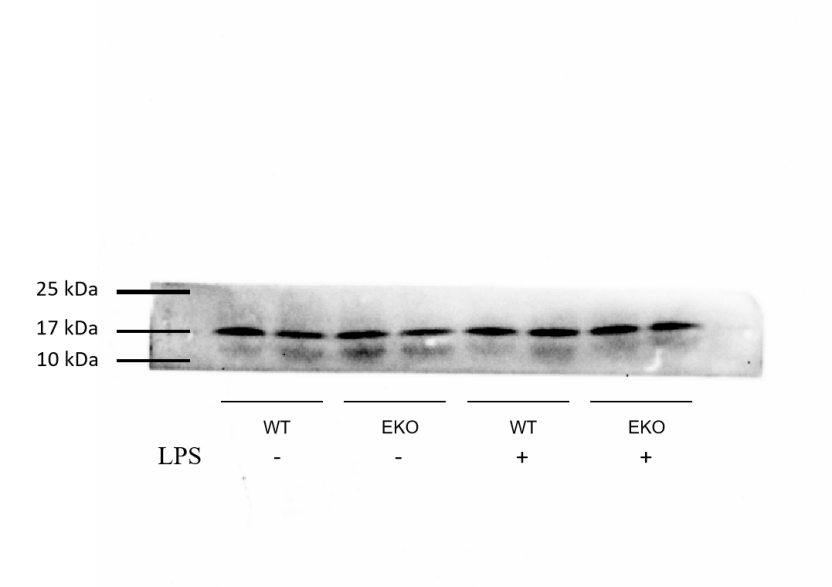 25 kDa
17 kDa
10 kDa
WT EKO WT EKO
LPS - - + +